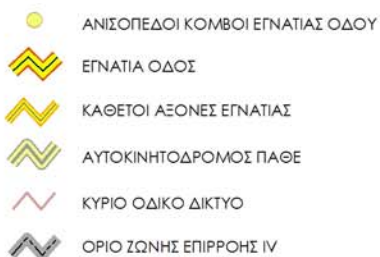 ΑΝΙΣΟΠΕΔΟΙ ΚΟΜΒΟΙ ΕΓΝΑΤΙΑΣ ΟΔΟΥ
ΕΓΝΑΤΙΑ ΟΔΟΣ
ΚΑΘΕΤΟΙ ΑΞΟΝΕΣ ΕΓΝΑΤΙΑΣ
ΑΥΤΟΚΙΝΗΤΟΔΡΟΜΟΣ ΠΑΘΕ
ΚΥΡΙΟ ΟΔΙΚΟ ΔΙΚΤΥΟ
ΟΡΙΟ ΖΩΝΗΣ ΕΠΙΡΡΟΗΣ IV